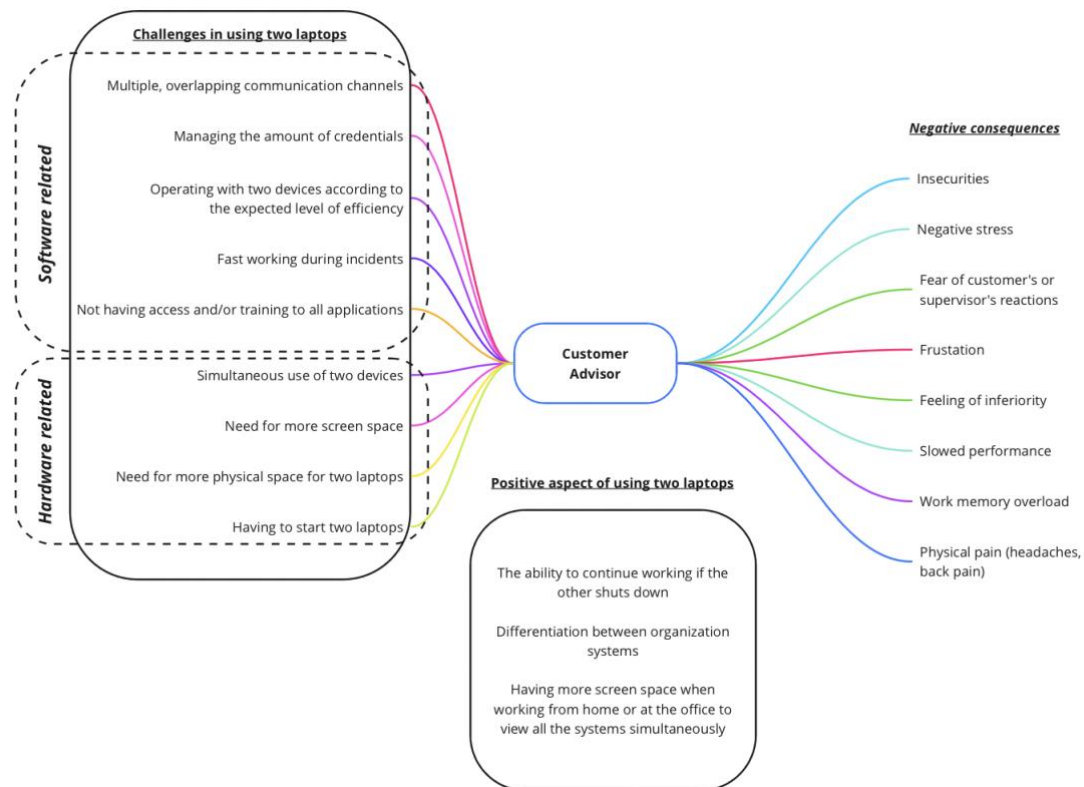 Challenges in using two laptops
Multiple, overlapping communication channels
Managing the amount of credentials
Operating with two devices according to
the expected level of efficiency
Fast working during incidents
Not having access and/or training to all applications
Software related
Simultaneous use of two devices
Need for more screen space
Need for more physical space for two laptops
Having to start two laptops
Hardware related
Customer
Advisor
Negative consequences
Insecurities
Negative stress
Fear of customer's or
supervisor's reactions
Frustation
Feeling of inferiority
Slowed performance
Work memory overload
Physical pain (headaches,
back pain)
Positive aspect of using two laptops
The ability to continue working if the
other shuts down
Differentiation between organization
systems
Having more screen space when
working from home or at the office to
view all the systems simultaneously